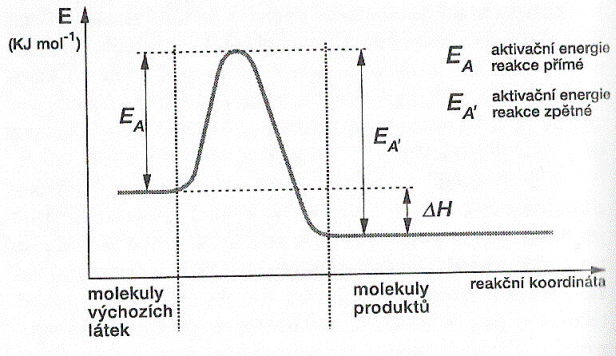 E
(KJ mol⁻¹)
E_A aktivační energie
reakce přímé
E_A' aktivační energie
reakce zpětné
E_A
E_A'
ΔH
molekuly
výchozích
látek
molekuly
produktů
reakční koordináta